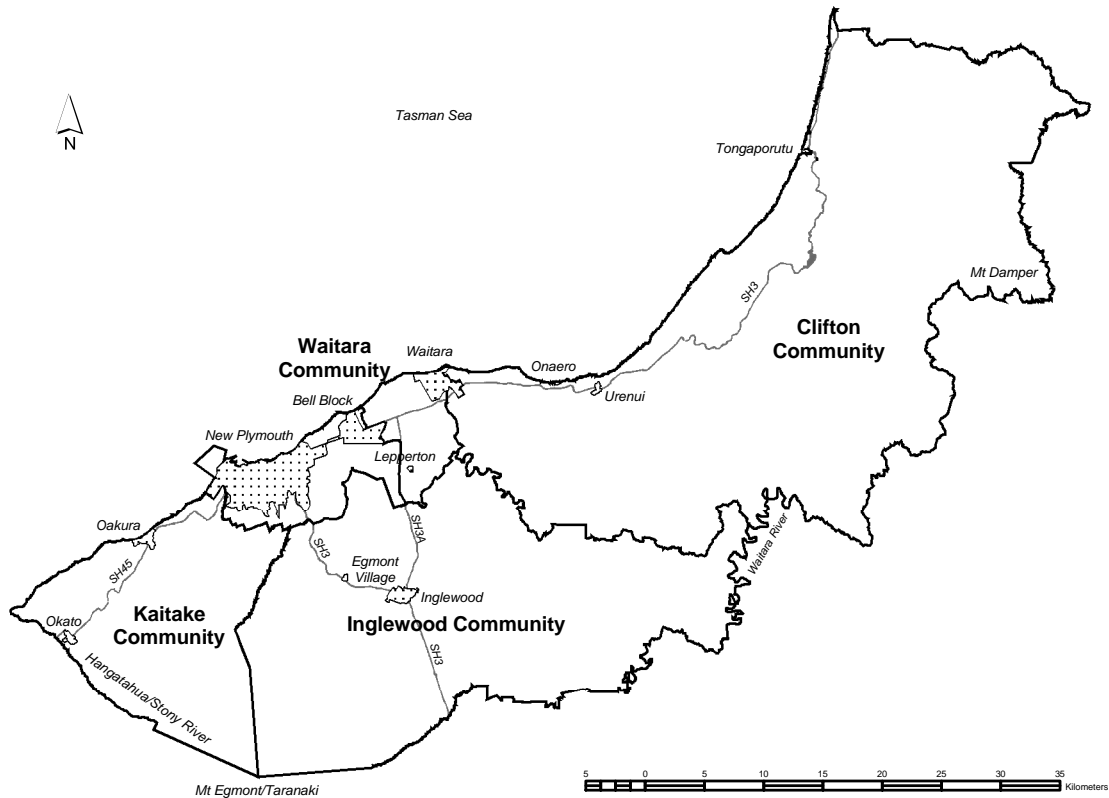 N
Tasman Sea
Tongaporutu
Mt Damper
SH3
Clifton
Community
Waitara
Community
Waitara
Onaero
Urenui
Bell Block
New Plymouth
Lepperton
Oakura
SH45
SH3
SH3A
Waitara River
Egmont
Village
Inglewood
Okato
Kaitake
Community
Inglewood Community
SH3
Hangatahua/Stony River
Mt Egmont/Taranaki
5 0 5 10 15 20 25 30 35
Kilometers